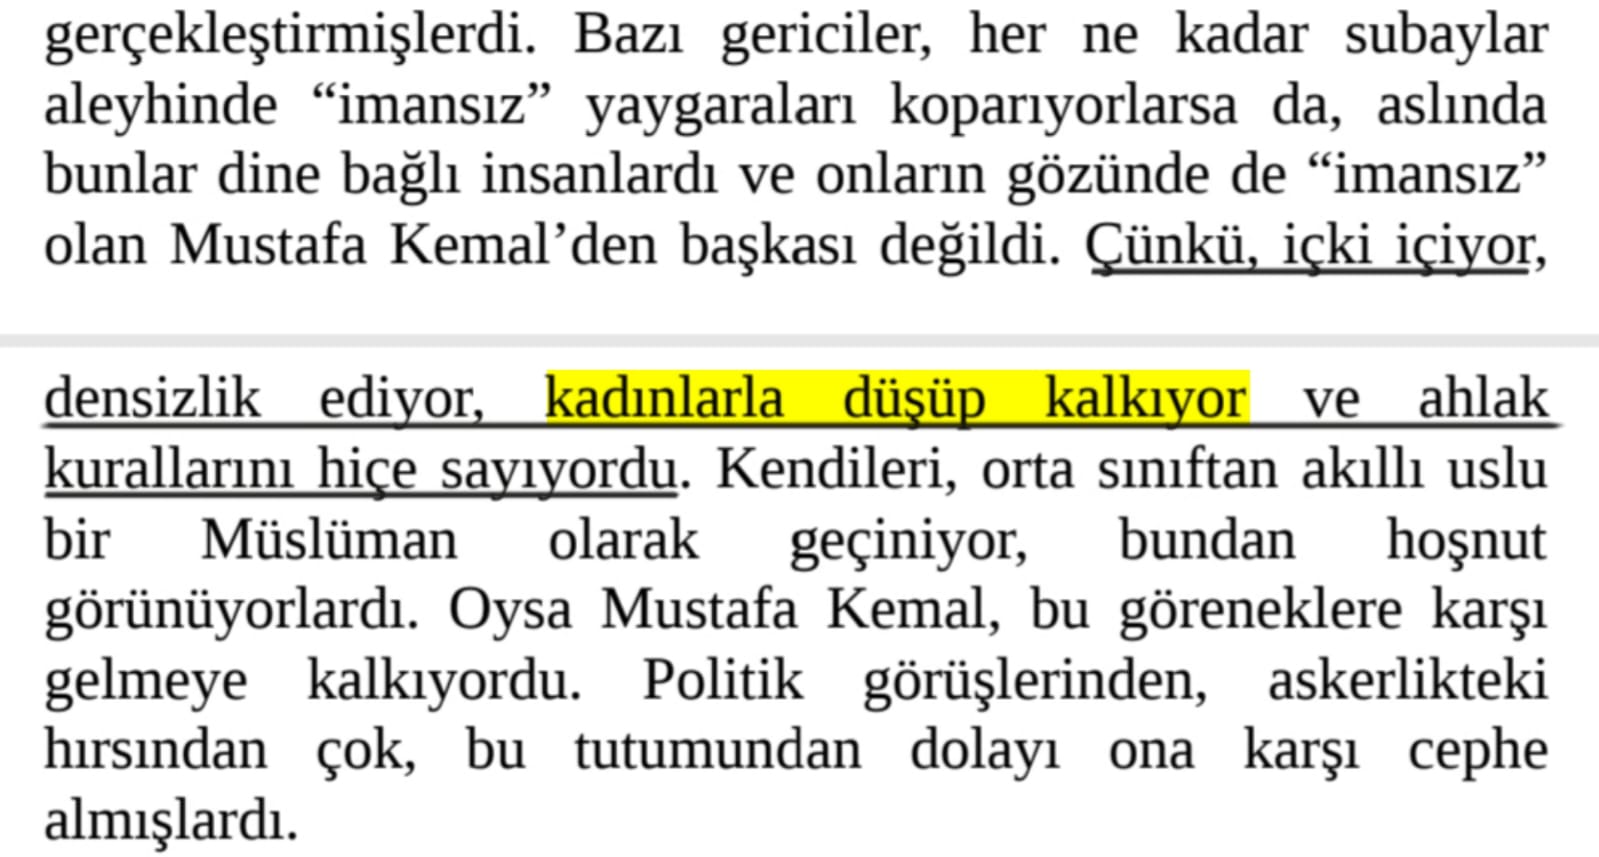 gerçekleştirmişlerdi. Bazı gericiler, her ne kadar subaylar
aleyhinde “imansız” yaygaraları koparıyorlarsa da, aslında
bunlar dine bağlı insanlardı ve onların gözünde de “imansız”
olan Mustafa Kemal’den başkası değildi. Çünkü, içki içiyor,
densizlik ediyor, kadınlarla düşüp kalkıyor ve ahlak
kurallarını hiçe sayıyordu. Kendileri, orta sınıftan akıllı uslu
bir Müslüman olarak geçiniyor, bundan hoşnut
görünüyorlardı. Oysa Mustafa Kemal, bu göreneklere karşı
gelmeye kalkıyordu. Politik görüşlerinden, askerlikteki
hırsından çok, bu tutumundan dolayı ona karşı cephe
almışlardı.